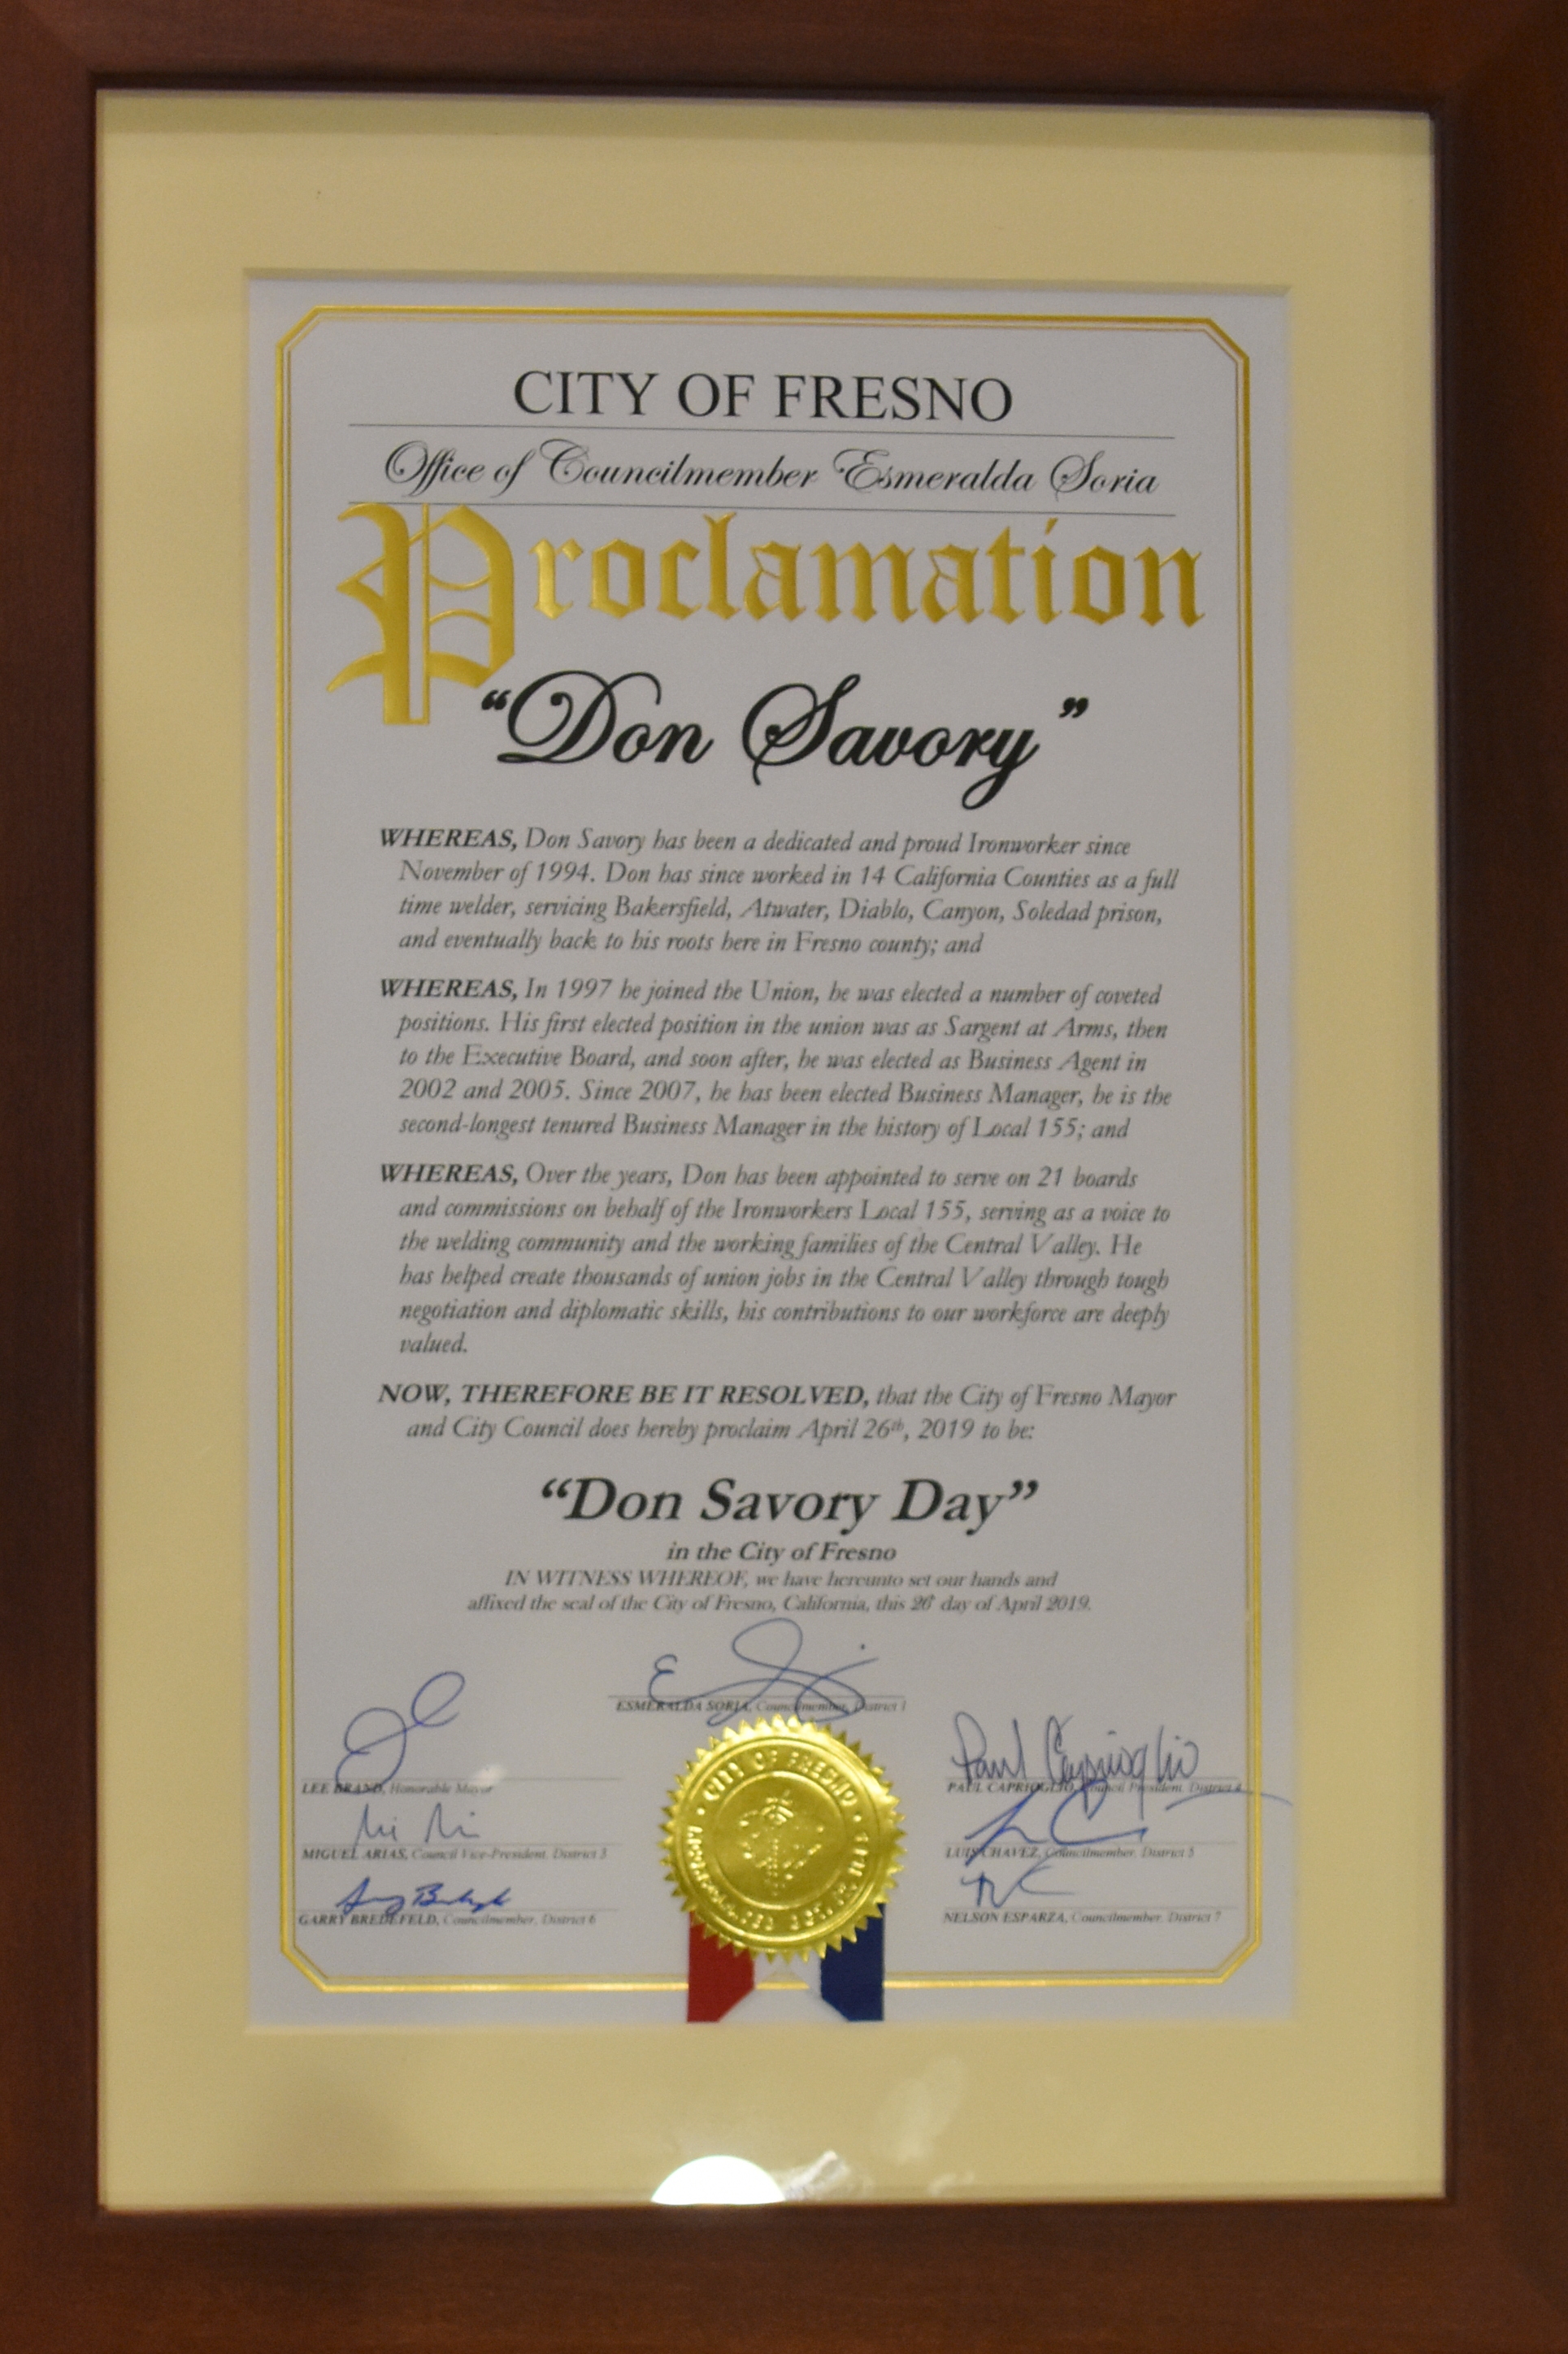 CITY OF FRESNO
Office of Councilmember Esmeralda Soria
Proclamation
“Don Savory”
WHEREAS, Don Savory has been a dedicated and proud Ironworker since
November of 1994. Don has since worked in 14 California Counties as a full
time welder, servicing Bakersfield, Atwater, Diablo, Canyon, Soledad prison,
and eventually back to his roots here in Fresno county; and
WHEREAS, In 1997 he joined the Union, he was elected a number of coveted
positions. His first elected position in the union was as Sargent at Arms, then
to the Executive Board, and soon after, he was elected as Business Agent in
2002 and 2005. Since 2007, he has been elected Business Manager, he is the
second-longest tenured Business Manager in the history of Local 155; and
WHEREAS, Over the years, Don has been appointed to serve on 21 boards
and commissions on behalf of the Ironworkers Local 155, serving as a voice to
the welding community and the working families of the Central Valley. He
has helped create thousands of union jobs in the Central Valley through tough
negotiation and diplomatic skills, his contributions to our workforce are deeply
valued.
NOW, THEREFORE BE IT RESOLVED, that the City of Fresno Mayor
and City Council does hereby proclaim April 26th, 2019 to be:
“Don Savory Day”
in the City of Fresno
IN WITNESS WHEREOF, we have hereunto set our hands and
affixed the seal of the City of Fresno, California, this 26th day of April 2019.
ESMERALDA SORIA, Councilmember, District 1
LEE BRAND, Honorable Mayor
Paul Caprioglio
PAUL CAPRIOGLIO, Council President, District 4
MIGUEL ARIAS, Council Vice-President, District 3
LUIS CHAVEZ, Councilmember, District 5
GARRY BREDEFELD, Councilmember, District 6
NELSON ESPARZA, Councilmember, District 7
CITY OF FRESNO